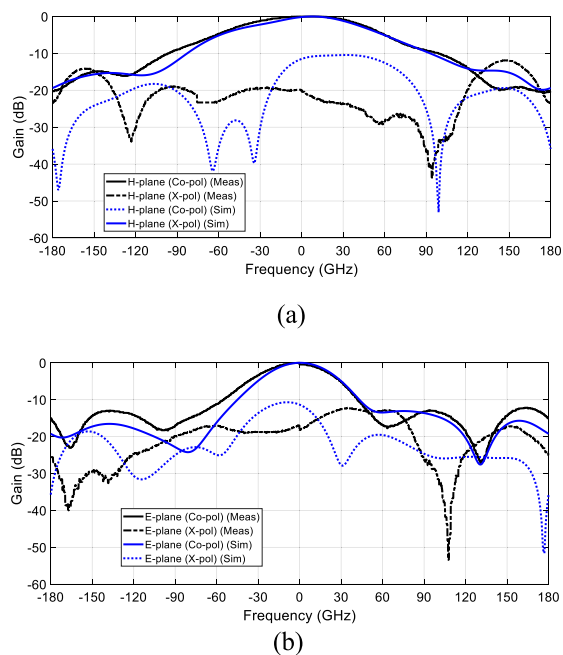 0
-10
-20
-30
-40
-50
-60
Gain (dB)
H-plane (Co-pol) (Meas)
H-plane (X-pol) (Meas)
H-plane (Co-pol) (Sim)
H-plane (X-pol) (Sim)
-180 -150 -120 -90 -60 -30 0 30 60 90 120 150 180
Frequency (GHz)
(a)
0
-10
-20
-30
-40
-50
-60
Gain (dB)
E-plane (Co-pol) (Meas)
E-plane (X-pol) (Meas)
E-plane (Co-pol) (Sim)
E-plane (X-pol) (Sim)
-180 -150 -120 -90 -60 -30 0 30 60 90 120 150 180
Frequency (GHz)
(b)